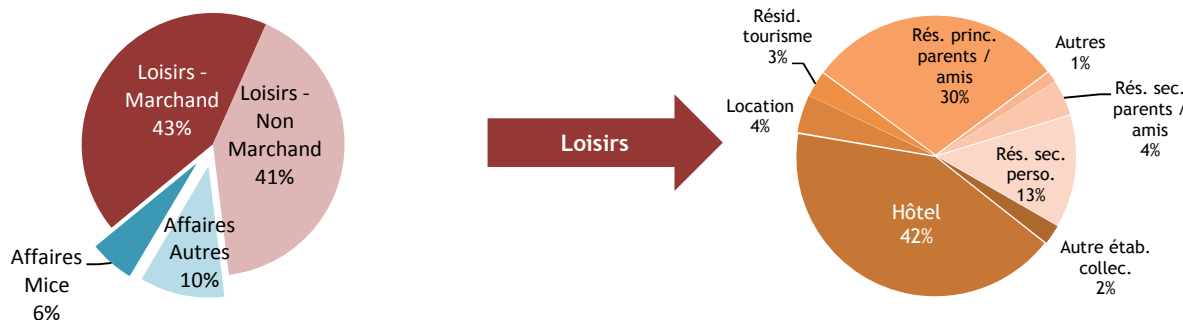 Loisirs -
Marchand
43%
Loisirs -
Non
Marchand
41%
Affaires
Autres
10%
Affaires
Mice
6%
Loisirs
Résid.
tourisme
3%
Rés. princ.
parents /
amis
30%
Autres
1%
Rés. sec.
parents /
amis
4%
Location
4%
Rés. sec.
perso.
13%
Hôtel
42%
Autre étab.
collec.
2%